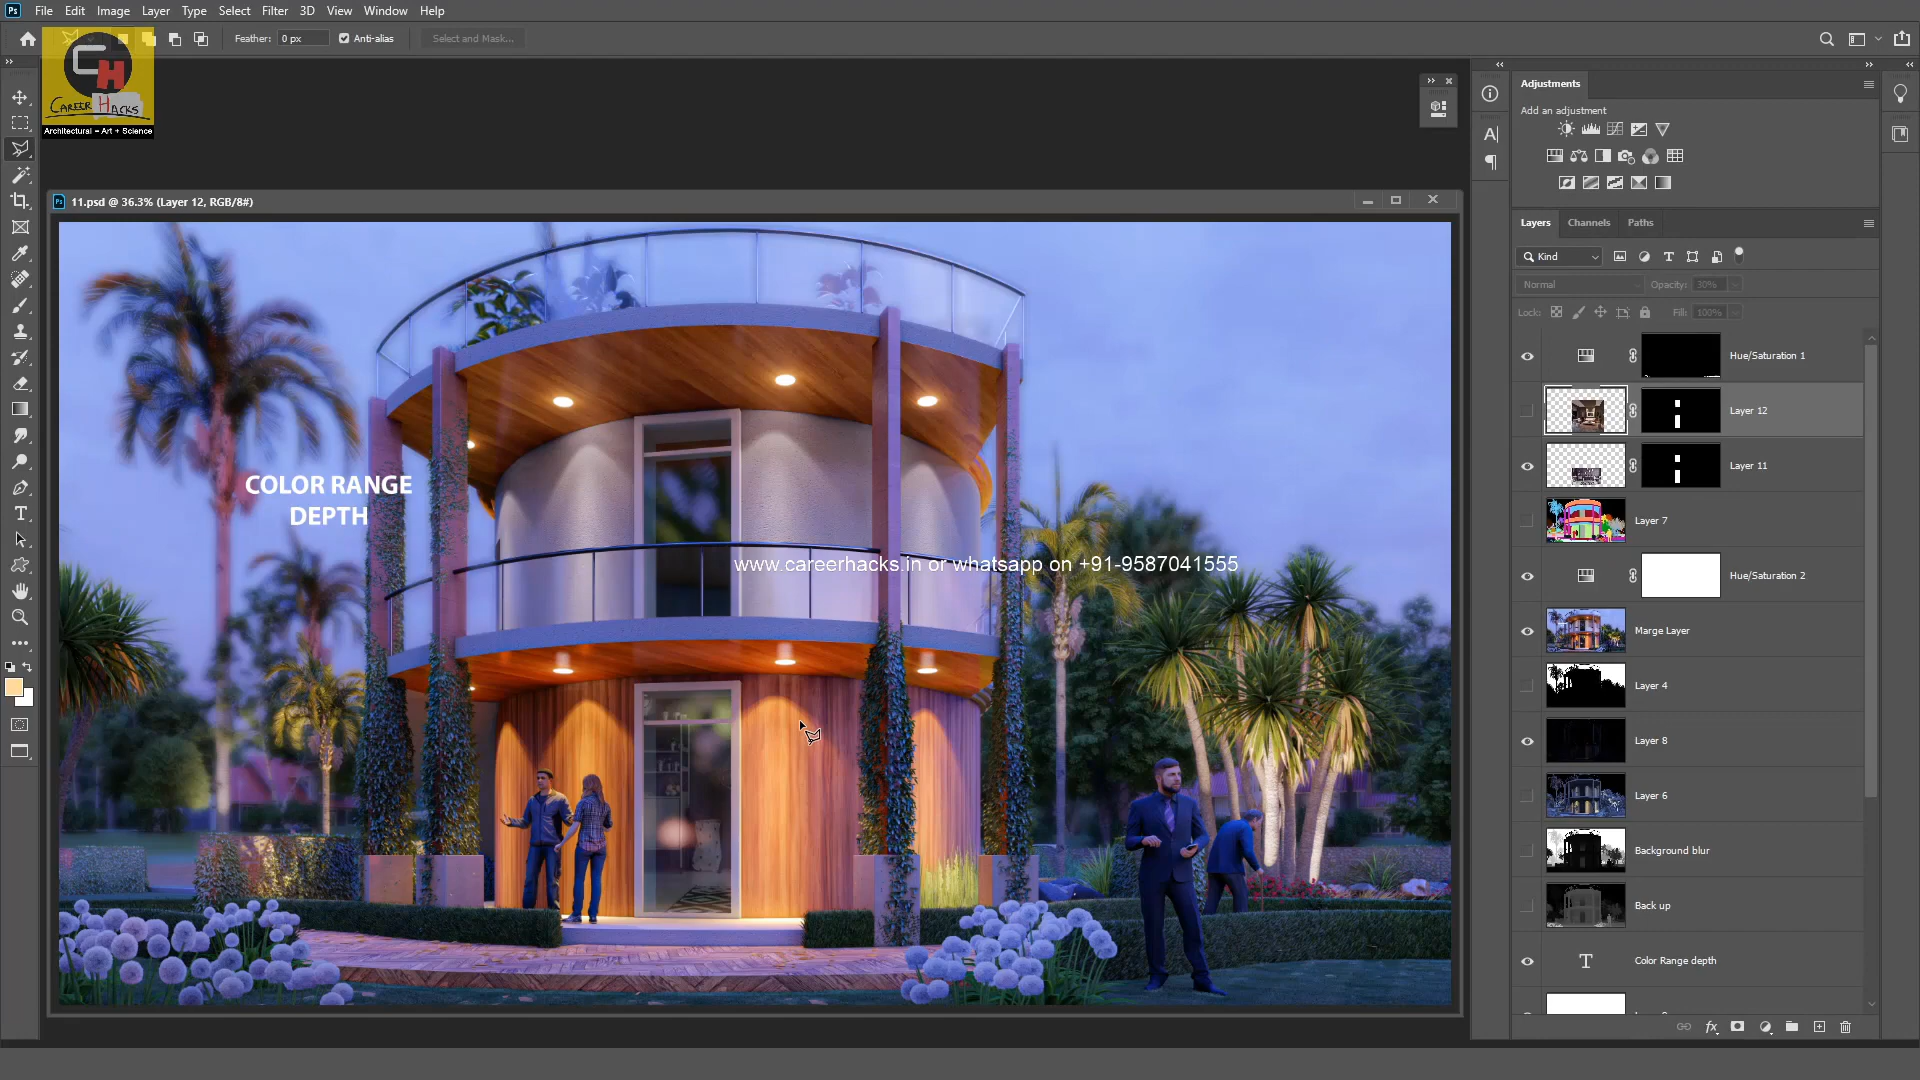 Ps File Edit Image Layer Type Select Filter 3D View Window Help
Feather: 0 px Anti-alias Select and Mask...
CH
CAREER HACKS
Architectural = Art + Science
Adjustments
Add an adjustment
Ps 11.psd @ 36.3% (Layer 12, RGB/8#)
Layers Channels Paths
Kind
Normal Opacity: 30%
Lock: Fill: 100%
Hue/Saturation 1
Layer 12
Layer 11
COLOR RANGE
DEPTH
Layer 7
www.careerhacks.in or whatsapp on +91-9587041555
Hue/Saturation 2
Marge Layer
Layer 4
Layer 8
Layer 6
Background blur
Back up
Color Range depth
fx